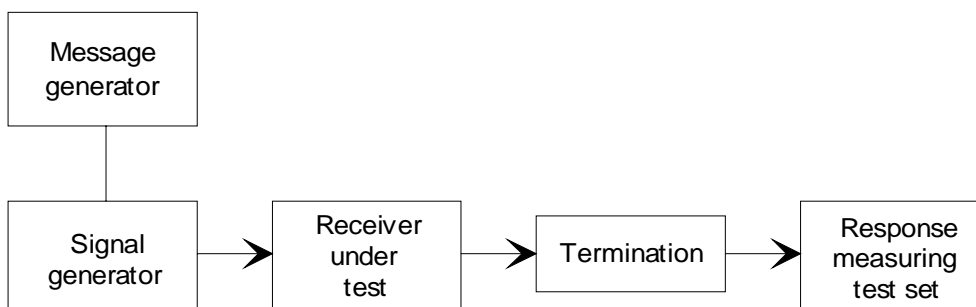 Message
generator
Signal
generator
Receiver
under
test
Termination
Response
measuring
test set